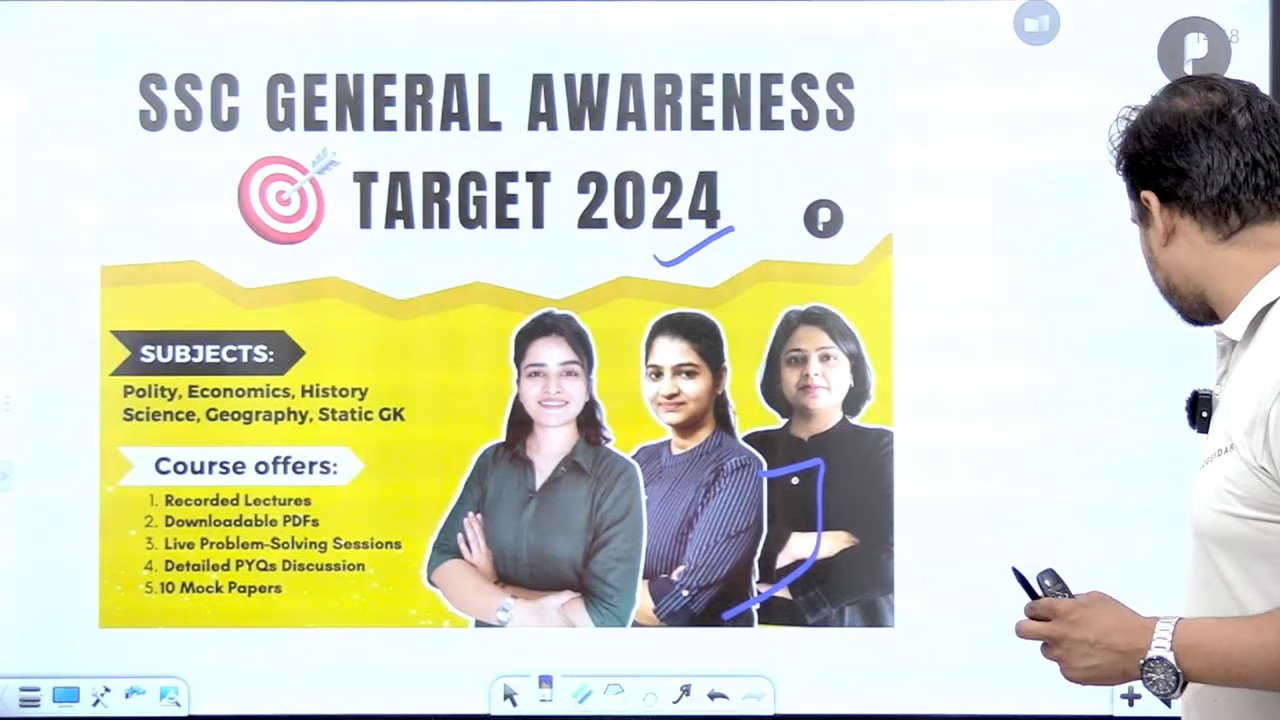 SSC GENERAL AWARENESS
TARGET 2024
SUBJECTS:
Polity, Economics, History
Science, Geography, Static GK
Course offers:
1. Recorded Lectures
2. Downloadable PDFs
3. Live Problem-Solving Sessions
4. Detailed PYQs Discussion
5. 10 Mock Papers